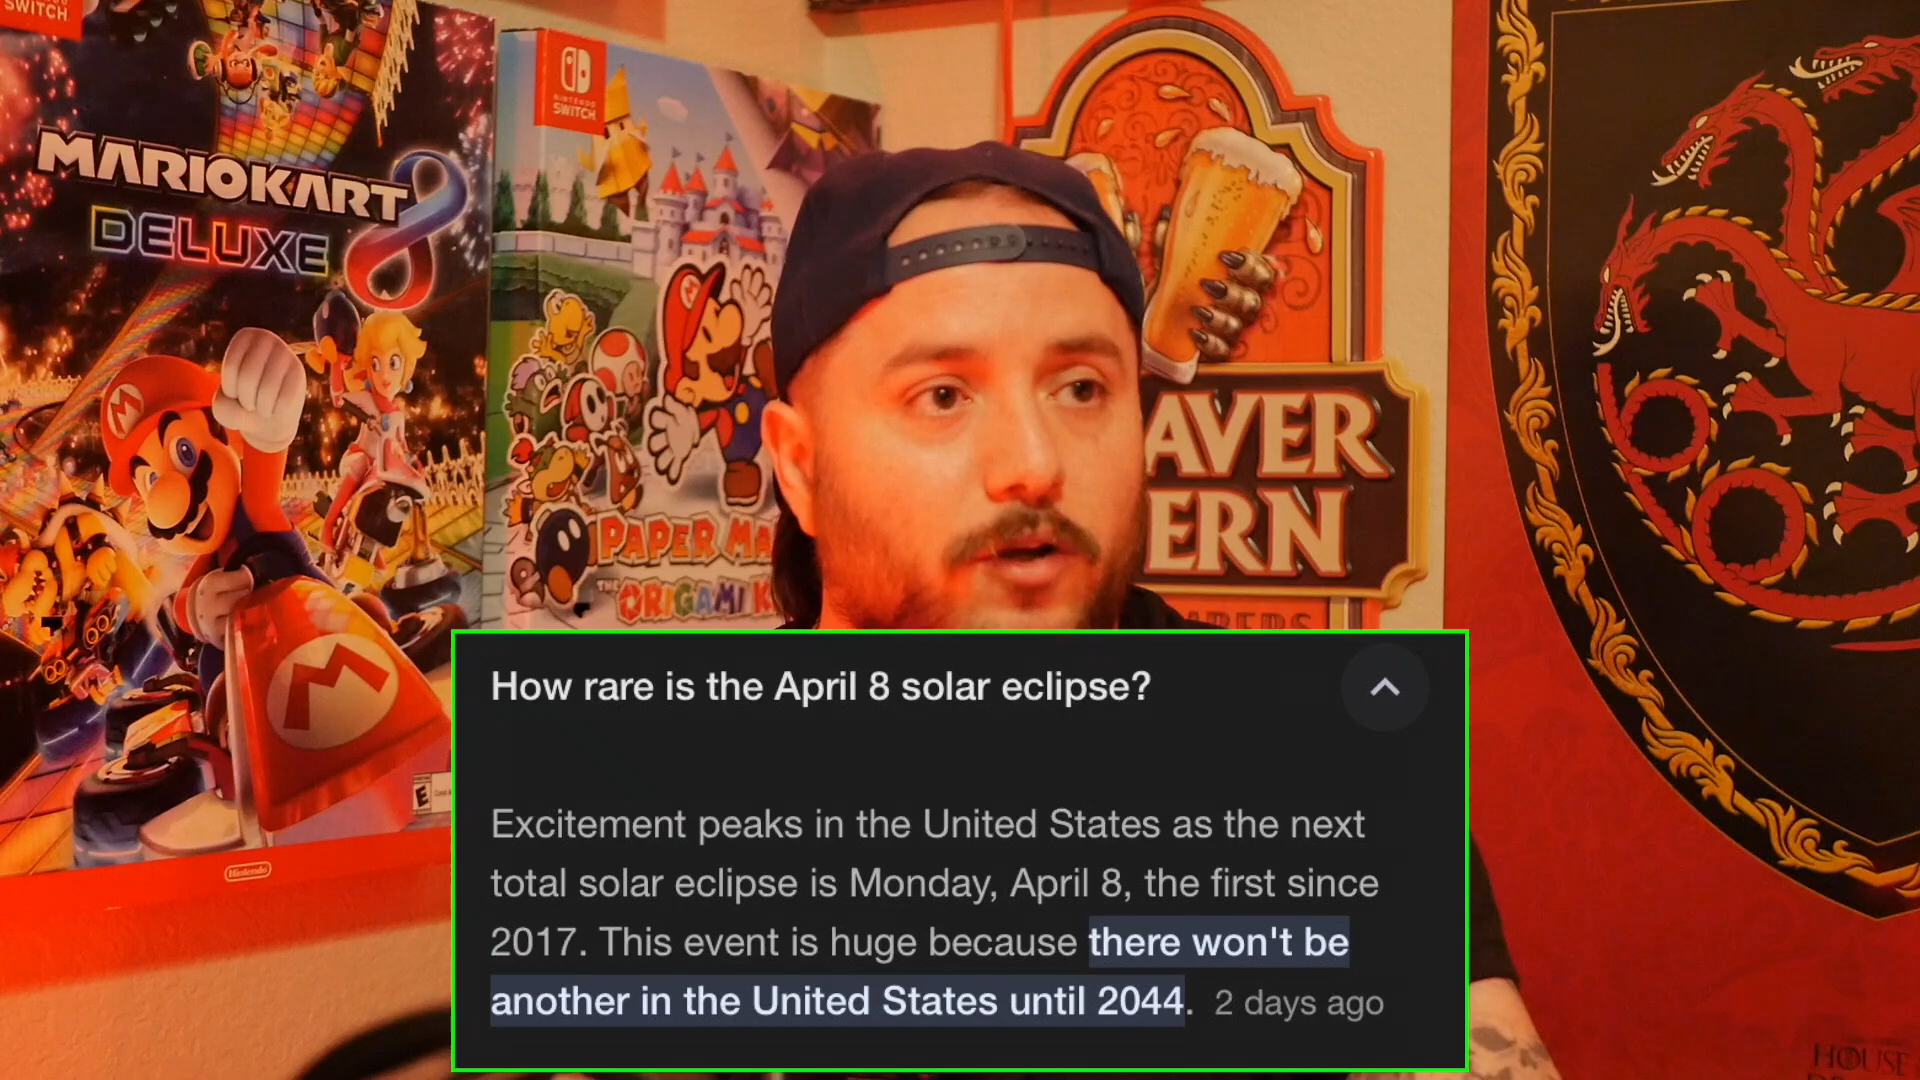 SWITCH
MARIOKART 8
DELUXE
NINTENDO
SWITCH
PAPER MA
THE
ORIGAMI K
AVER
ERN
Nintendo
E
HOUSE
How rare is the April 8 solar eclipse?
Excitement peaks in the United States as the next
total solar eclipse is Monday, April 8, the first since
2017. This event is huge because there won't be
another in the United States until 2044. 2 days ago